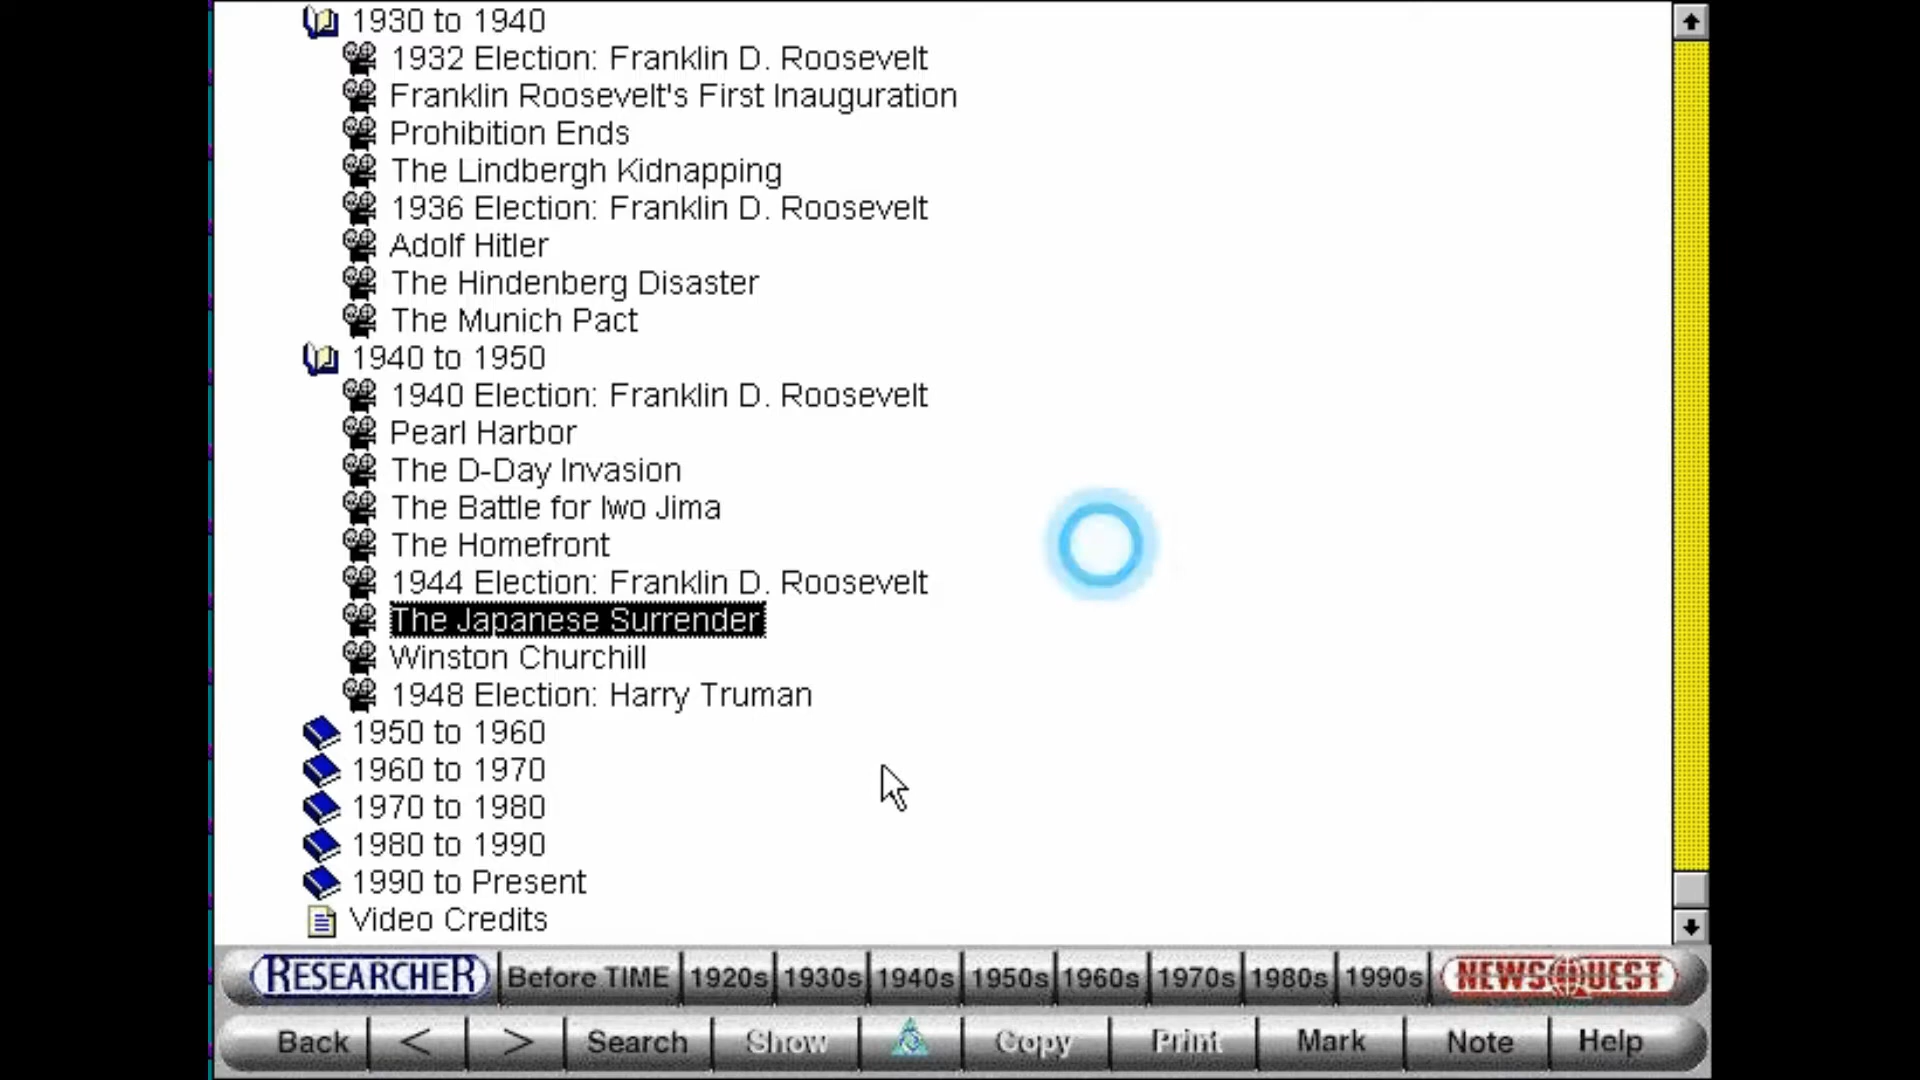 1930 to 1940
1932 Election: Franklin D. Roosevelt
Franklin Roosevelt's First Inauguration
Prohibition Ends
The Lindbergh Kidnapping
1936 Election: Franklin D. Roosevelt
Adolf Hitler
The Hindenberg Disaster
The Munich Pact
1940 to 1950
1940 Election: Franklin D. Roosevelt
Pearl Harbor
The D-Day Invasion
The Battle for Iwo Jima
The Homefront
1944 Election: Franklin D. Roosevelt
The Japanese Surrender
Winston Churchill
1948 Election: Harry Truman
1950 to 1960
1960 to 1970
1970 to 1980
1980 to 1990
1990 to Present
Video Credits
RESEARCHER Before TIME 1920s 1930s 1940s 1950s 1960s 1970s 1980s 1990s NEWSQUEST
Back < > Search Show Copy Print Mark Note Help